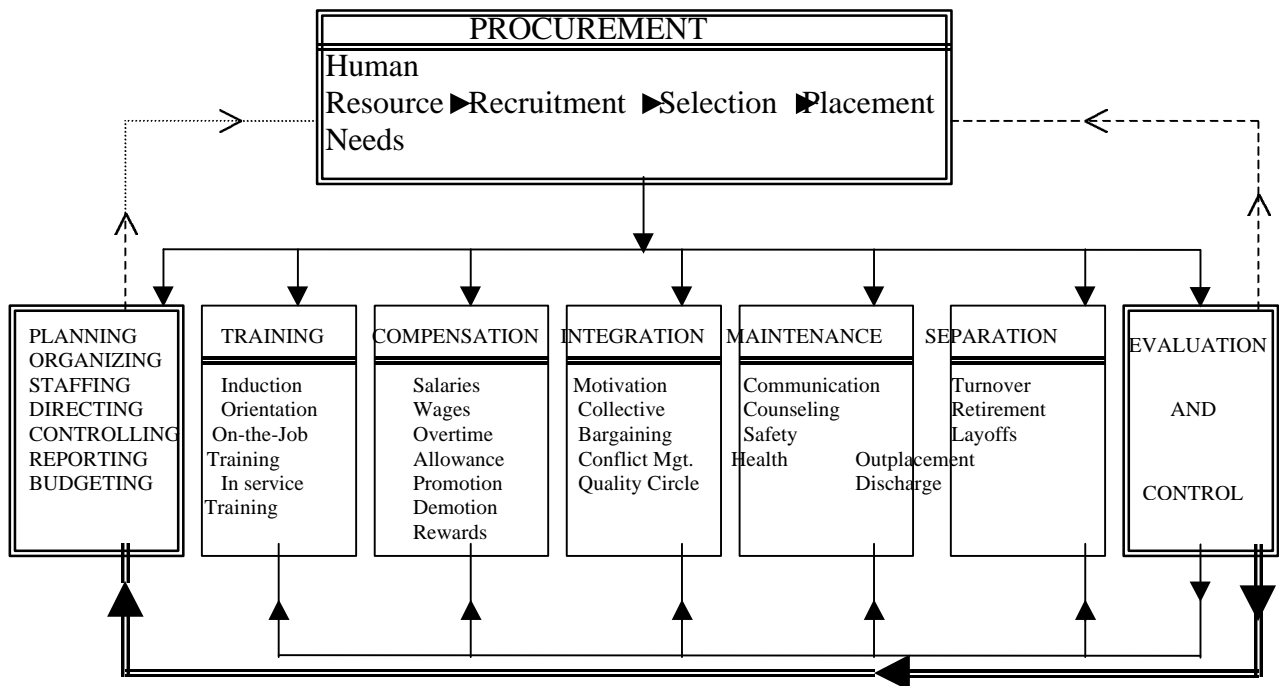 PROCUREMENT
Human
Resource Recruitment Selection Placement
Needs
PLANNING
ORGANIZING
STAFFING
DIRECTING
CONTROLLING
REPORTING
BUDGETING
TRAINING
Induction
Orientation
On-the-Job
Training
In service
Training
COMPENSATION
Salaries
Wages
Overtime
Allowance
Promotion
Demotion
Rewards
INTEGRATION
Motivation
Collective
Bargaining
Conflict Mgt.
Quality Circle
MAINTENANCE
Communication
Counseling
Safety
Health
SEPARATION
Turnover
Retirement
Layoffs
Outplacement
Discharge
EVALUATION
AND
CONTROL